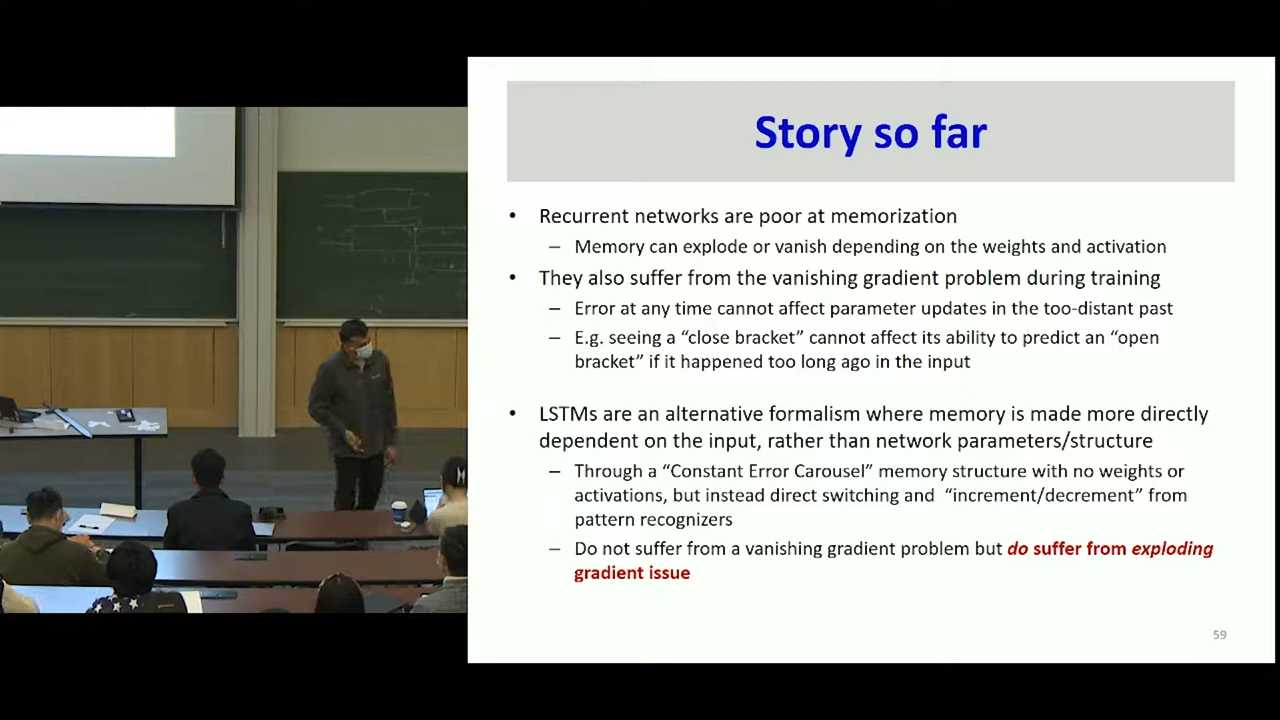 Story so far
• Recurrent networks are poor at memorization
– Memory can explode or vanish depending on the weights and activation
• They also suffer from the vanishing gradient problem during training
– Error at any time cannot affect parameter updates in the too-distant past
– E.g. seeing a “close bracket” cannot affect its ability to predict an “open
bracket” if it happened too long ago in the input
• LSTMs are an alternative formalism where memory is made more directly
dependent on the input, rather than network parameters/structure
– Through a “Constant Error Carousel” memory structure with no weights or
activations, but instead direct switching and “increment/decrement” from
pattern recognizers
– Do not suffer from a vanishing gradient problem but do suffer from exploding
gradient issue
59